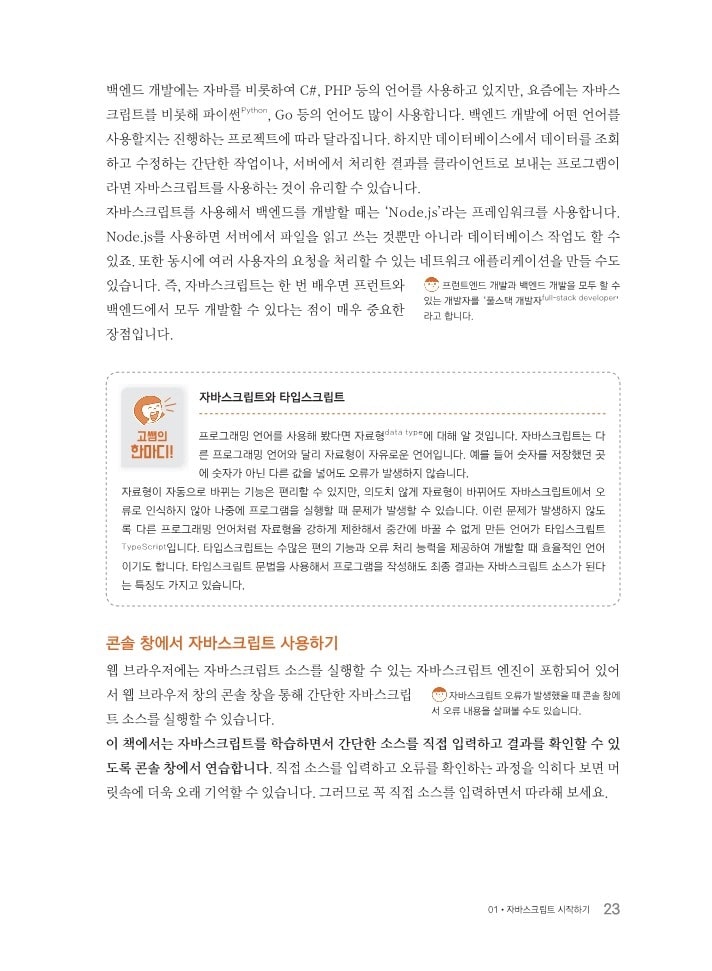 백엔드 개발에는 자바를 비롯하여 C#, PHP 등의 언어를 사용하고 있지만, 요즘에는 자바스
크립트를 비롯해 파이썬Python, Go 등의 언어도 많이 사용합니다. 백엔드 개발에 어떤 언어를
사용할지는 진행하는 프로젝트에 따라 달라집니다. 하지만 데이터베이스에서 데이터를 조회
하고 수정하는 간단한 작업이나, 서버에서 처리한 결과를 클라이언트로 보내는 프로그램이
라면 자바스크립트를 사용하는 것이 유리할 수 있습니다.
자바스크립트를 사용해서 백엔드를 개발할 때는 ‘Node.js’라는 프레임워크를 사용합니다.
Node.js를 사용하면 서버에서 파일을 읽고 쓰는 것뿐만 아니라 데이터베이스 작업도 할 수
있죠. 또한 동시에 여러 사용자의 요청을 처리할 수 있는 네트워크 애플리케이션을 만들 수도
있습니다. 즉, 자바스크립트는 한 번 배우면 프런트와
백엔드에서 모두 개발할 수 있다는 점이 매우 중요한
장점입니다.
프런트엔드 개발과 백엔드 개발을 모두 할 수
있는 개발자를 ‘풀스택 개발자full-stack developer’
라고 합니다.
고쌤의
한마디!
자바스크립트와 타입스크립트
프로그래밍 언어를 사용해 봤다면 자료형data type에 대해 알 것입니다. 자바스크립트는 다
른 프로그래밍 언어와 달리 자료형이 자유로운 언어입니다. 예를 들어 숫자를 저장했던 곳
에 숫자가 아닌 다른 값을 넣어도 오류가 발생하지 않습니다.
자료형이 자동으로 바뀌는 기능은 편리할 수 있지만, 의도치 않게 자료형이 바뀌어도 자바스크립트에서 오
류로 인식하지 않아 나중에 프로그램을 실행할 때 문제가 발생할 수 있습니다. 이런 문제가 발생하지 않도
록 다른 프로그래밍 언어처럼 자료형을 강하게 제한해서 중간에 바꿀 수 없게 만든 언어가 타입스크립트
TypeScript입니다. 타입스크립트는 수많은 편의 기능과 오류 처리 능력을 제공하여 개발할 때 효율적인 언어
이기도 합니다. 타입스크립트 문법을 사용해서 프로그램을 작성해도 최종 결과는 자바스크립트 소스가 된다
는 특징도 가지고 있습니다.
콘솔 창에서 자바스크립트 사용하기
웹 브라우저에는 자바스크립트 소스를 실행할 수 있는 자바스크립트 엔진이 포함되어 있어
서 웹 브라우저 창의 콘솔 창을 통해 간단한 자바스크립
트 소스를 실행할 수 있습니다.
자바스크립트 오류가 발생했을 때 콘솔 창에
서 오류 내용을 살펴볼 수도 있습니다.
이 책에서는 자바스크립트를 학습하면서 간단한 소스를 직접 입력하고 결과를 확인할 수 있
도록 콘솔 창에서 연습합니다. 직접 소스를 입력하고 오류를 확인하는 과정을 익히다 보면 머
릿속에 더욱 오래 기억할 수 있습니다. 그러므로 꼭 직접 소스를 입력하면서 따라해 보세요.
01 • 자바스크립트 시작하기 23